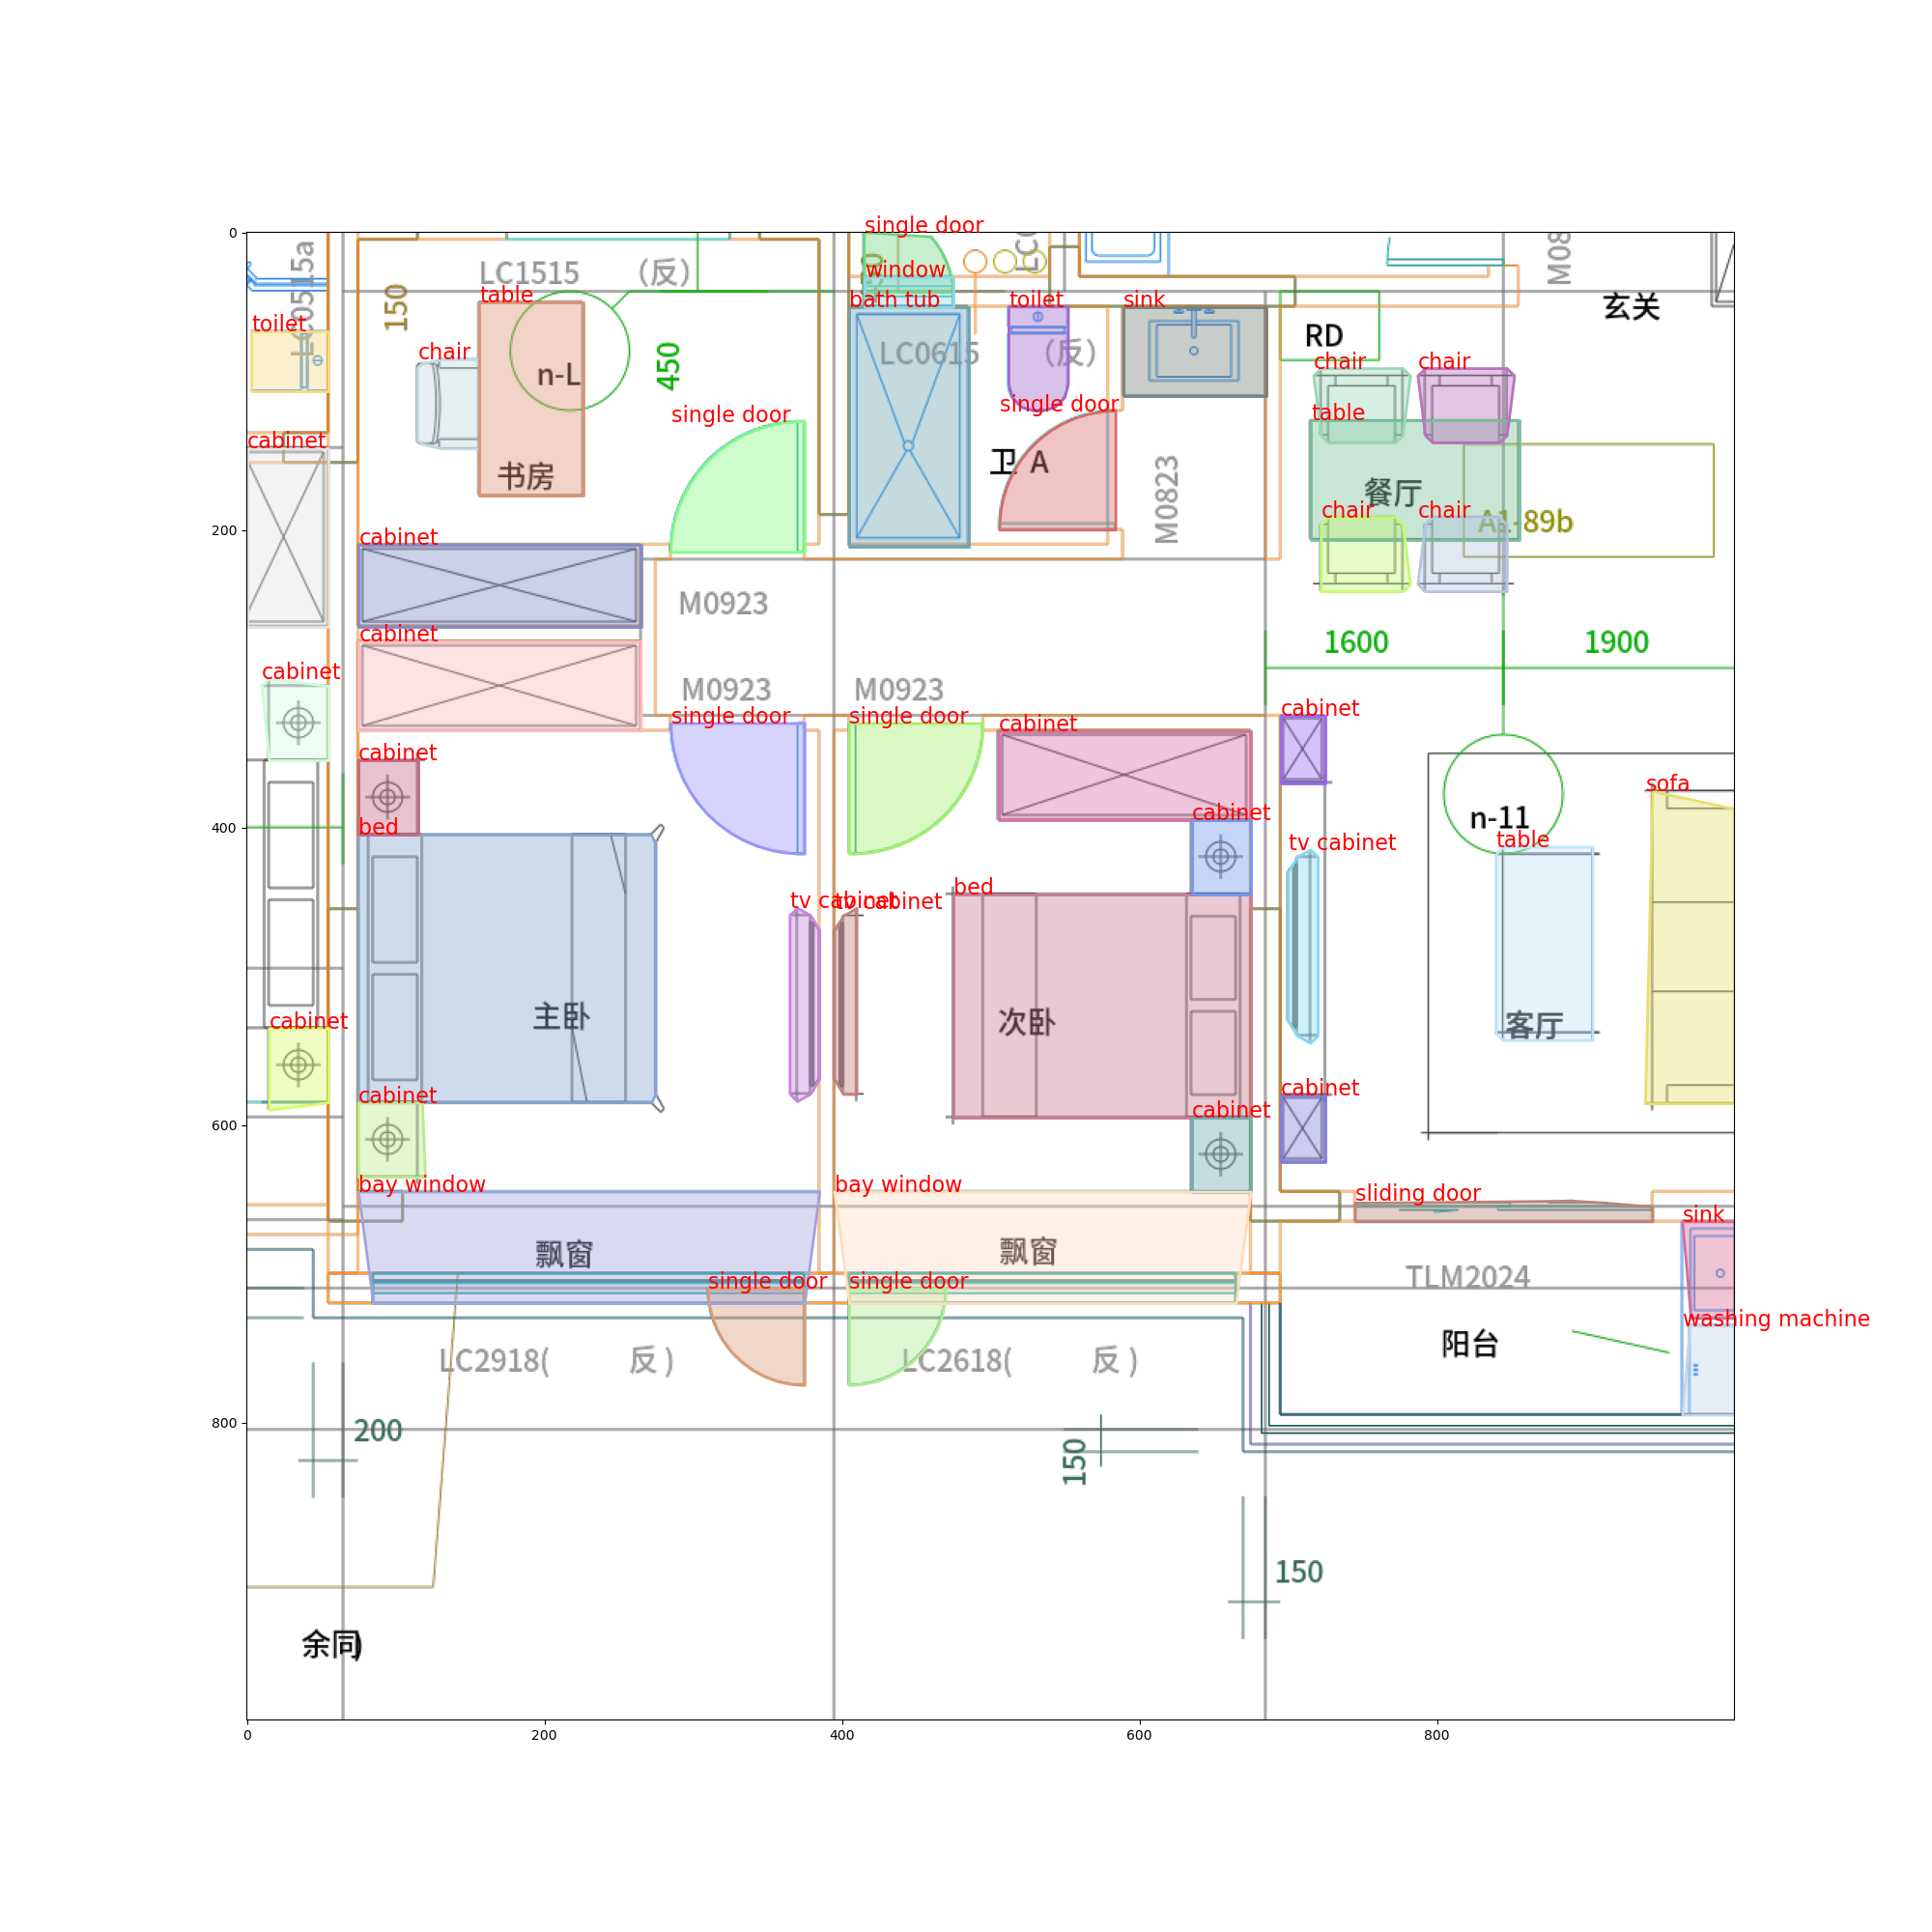 single door
0
LC0515a
LC1515 （反）
M08
window
table
bath tub
toilet
sink
150
玄关
toilet
RD
LC0615 （反）
chair
450
n-L
chair
chair
single door
single door
table
cabinet
书房
卫 A
M0823
餐厅
chair
chair
A1-89b
200
cabinet
M0923
cabinet
1600
1900
cabinet
M0923
M0923
cabinet
single door
single door
cabinet
cabinet
sofa
cabinet
n-11
400
bed
table
tv cabinet
bed
tv cabinet
tv cabinet
主卧
次卧
客厅
cabinet
cabinet
cabinet
cabinet
600
bay window
bay window
sliding door
sink
飘窗
飘窗
single door
single door
TLM2024
washing machine
阳台
LC2918( 反 )
LC2618( 反 )
800
200
150
150
余同)
0
200
400
600
800